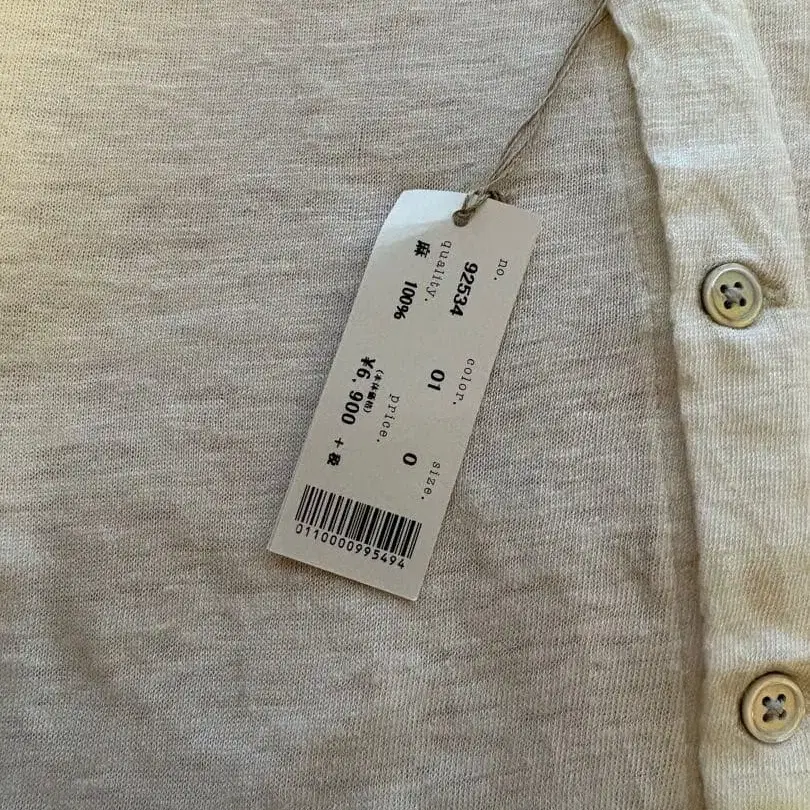 no. color. size.
92534 01 0
quality. price.
麻 100% (本体価格)
¥6,900 +税
0110000995494